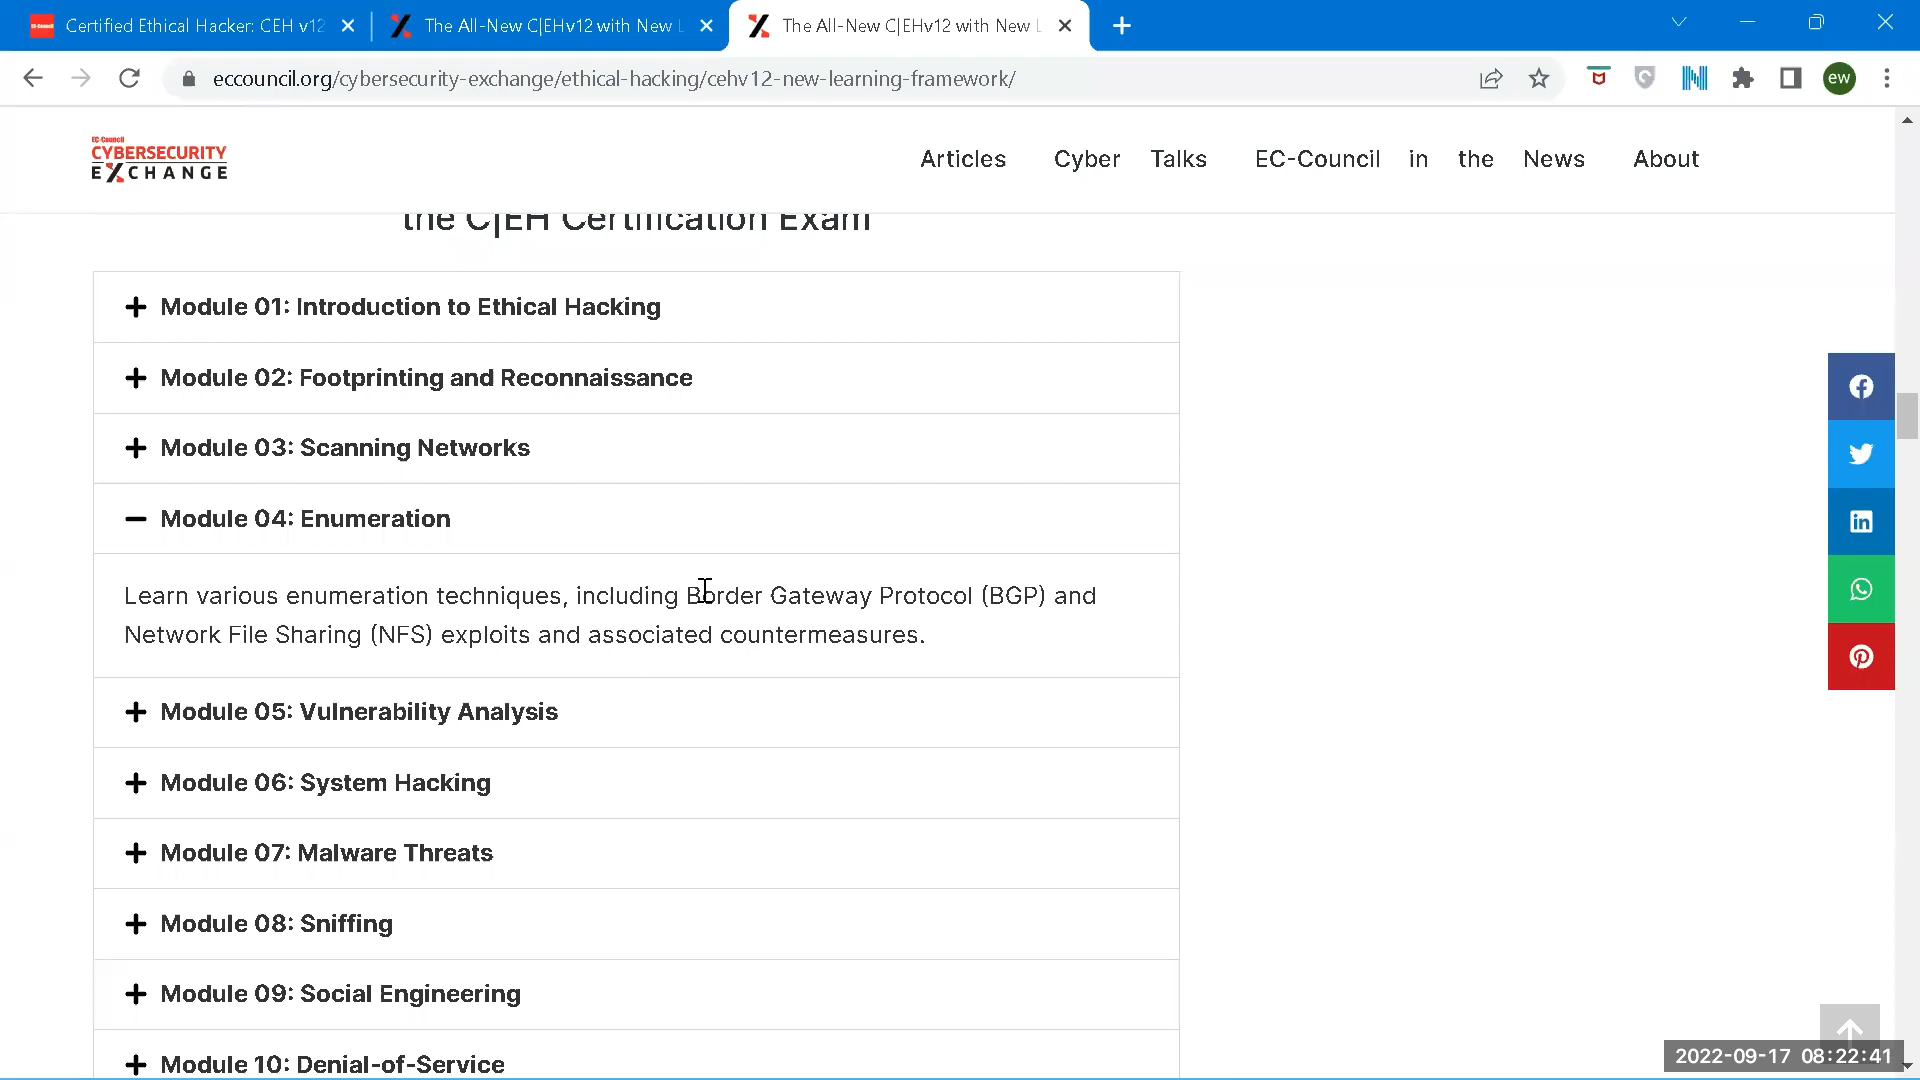 Certified Ethical Hacker: CEH v12
The All-New C|EHv12 with New L
The All-New C|EHv12 with New L
eccouncil.org/cybersecurity-exchange/ethical-hacking/cehv12-new-learning-framework/
ew
EC-Council
CYBERSECURITY
EXCHANGE
Articles Cyber Talks EC-Council in the News About
the C|EH Certification Exam
Module 01: Introduction to Ethical Hacking
Module 02: Footprinting and Reconnaissance
Module 03: Scanning Networks
Module 04: Enumeration
Learn various enumeration techniques, including Border Gateway Protocol (BGP) and
Network File Sharing (NFS) exploits and associated countermeasures.
Module 05: Vulnerability Analysis
Module 06: System Hacking
Module 07: Malware Threats
Module 08: Sniffing
Module 09: Social Engineering
Module 10: Denial-of-Service
2022-09-17 08:22:41